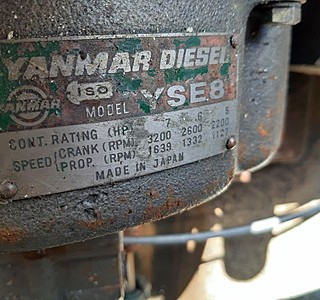 YANMAR DIESEL
YANMAR ISO MODEL YSE8
CONT. RATING (HP) 7 6 5
SPEED/CRANK (RPM) 3200 2600 2200
PROP. (RPM) 1639 1332 1127
MADE IN JAPAN